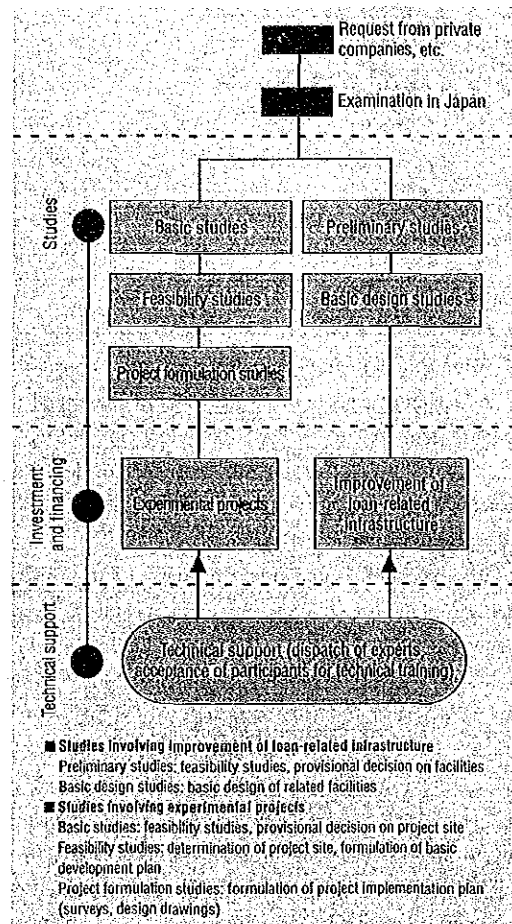 Request from private
companies, etc.
Examination in Japan
Studies
Basic studies
Preliminary studies
Feasibility studies
Basic design studies
Project formulation studies
Investment
and financing
Experimental projects
Improvement of
loan-related
infrastructure
Technical support
Technical support (dispatch of experts
acceptance of participants for technical training)
■ Studies involving improvement of loan-related infrastructure
Preliminary studies: feasibility studies, provisional decision on facilities
Basic design studies: basic design of related facilities
■ Studies involving experimental projects
Basic studies: feasibility studies, provisional decision on project site
Feasibility studies: determination of project site, formulation of basic
development plan
Project formulation studies: formulation of project implementation plan
(surveys, design drawings)